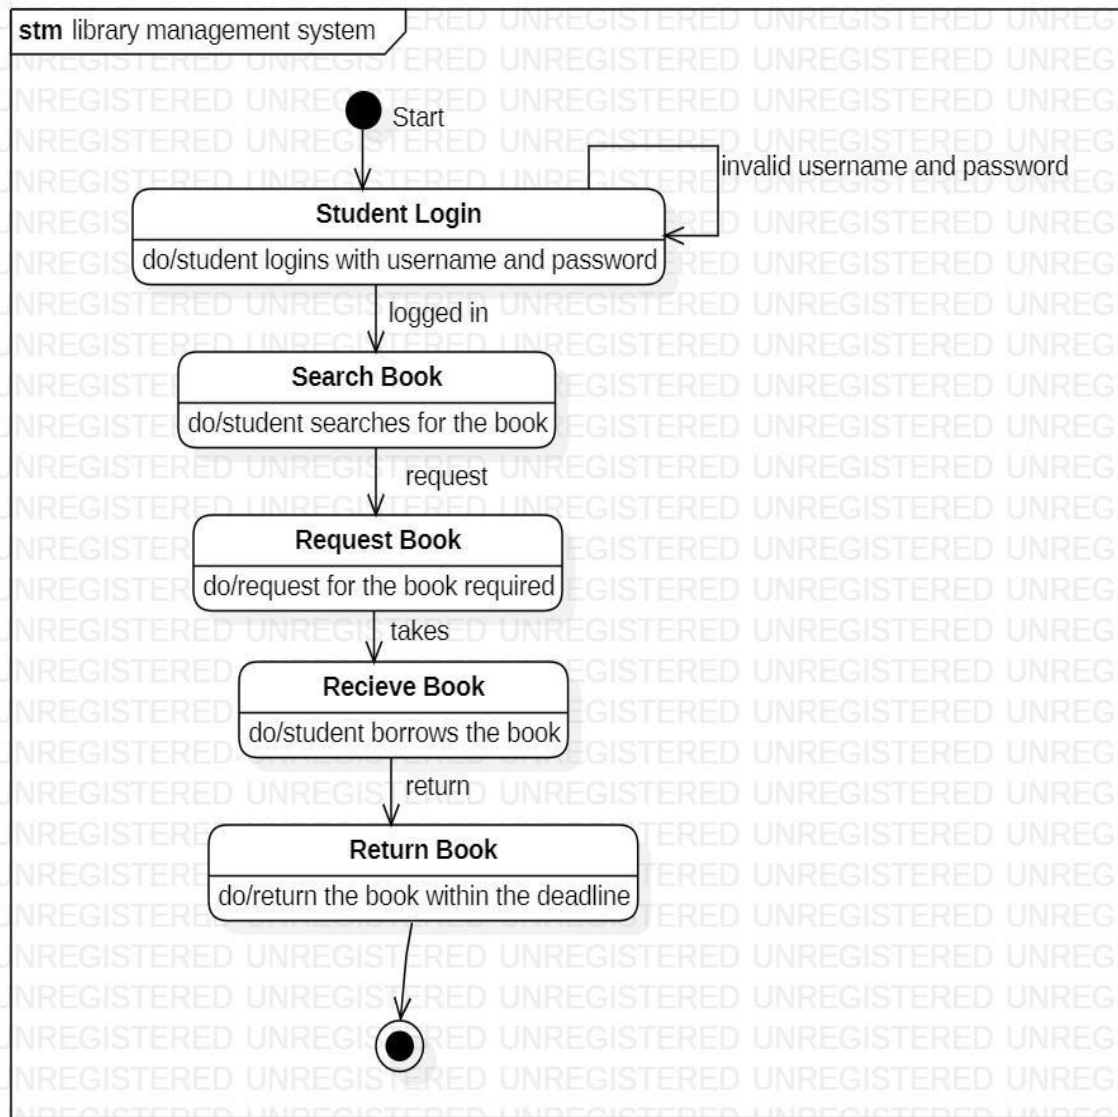 stm library management system
Start
invalid username and password
Student Login
do/student logins with username and password
logged in
Search Book
do/student searches for the book
request
Request Book
do/request for the book required
takes
Recieve Book
do/student borrows the book
return
Return Book
do/return the book within the deadline
UNREGISTERED